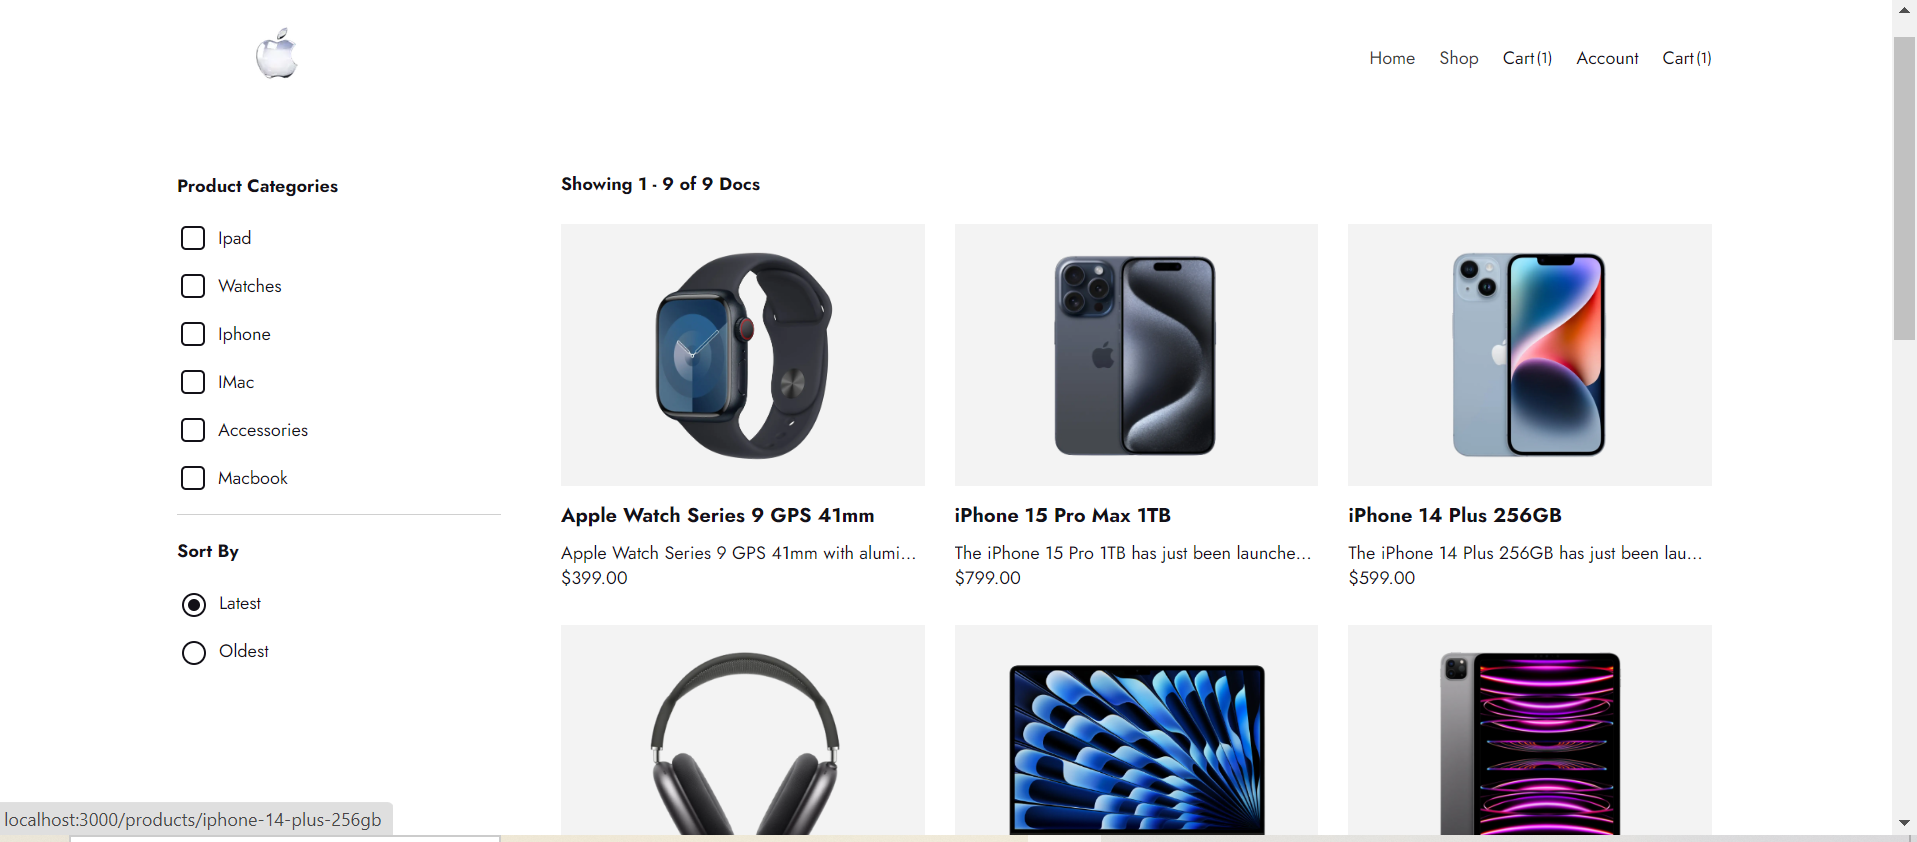 Home Shop Cart(1) Account Cart(1)
Product Categories
Ipad
Watches
Iphone
IMac
Accessories
Macbook
Sort By
Latest
Oldest
Showing 1 - 9 of 9 Docs
Apple Watch Series 9 GPS 41mm
Apple Watch Series 9 GPS 41mm with alumi...
$399.00
iPhone 15 Pro Max 1TB
The iPhone 15 Pro 1TB has just been launche...
$799.00
iPhone 14 Plus 256GB
The iPhone 14 Plus 256GB has just been lau...
$599.00
localhost:3000/products/iphone-14-plus-256gb